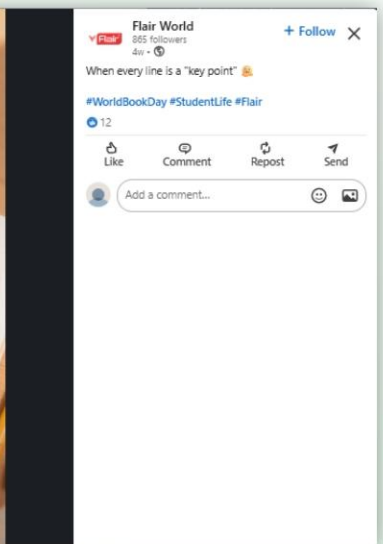 Flair World
Flair
865 followers
4w •
When every line is a "key point"
#WorldBookDay #StudentLife #Flair
12
Like Comment Repost Send
Add a comment...
+ Follow